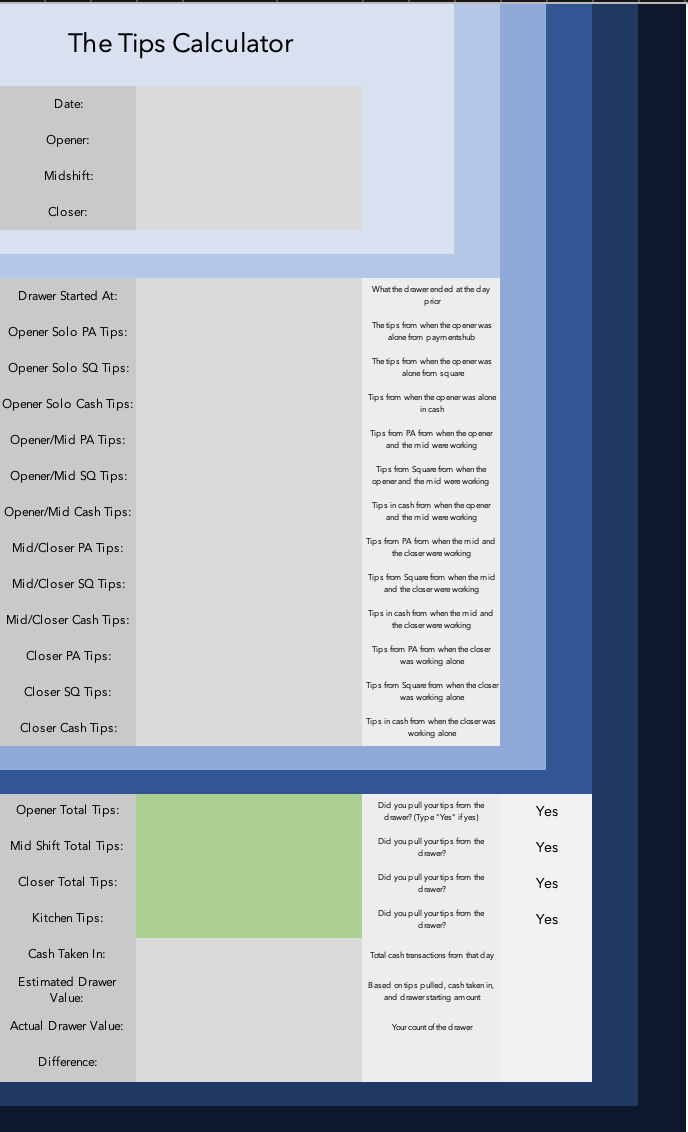 The Tips Calculator
Date:
Opener:
Midshift:
Closer:
Drawer Started At:
What the drawer ended at the day
prior
Opener Solo PA Tips:
The tips from when the opener was
alone from paymentshub
Opener Solo SQ Tips:
The tips from when the opener was
alone from square
Opener Solo Cash Tips:
Tips from when the opener was alone
in cash
Opener/Mid PA Tips:
Tips from PA from when the opener
and the mid were working
Opener/Mid SQ Tips:
Tips from Square from when the
opener and the mid were working
Opener/Mid Cash Tips:
Tips in cash from when the opener
and the mid were working
Mid/Closer PA Tips:
Tips from PA from when the mid and
the closer were working
Mid/Closer SQ Tips:
Tips from Square from when the mid
and the closer were working
Mid/Closer Cash Tips:
Tips in cash from when the mid and
the closer were working
Closer PA Tips:
Tips from PA from when the closer
was working alone
Closer SQ Tips:
Tips from Square from when the closer
was working alone
Closer Cash Tips:
Tips in cash from when the closer was
working alone
Opener Total Tips:
Did you pull your tips from the
drawer? (Type "Yes" if yes)
Yes
Mid Shift Total Tips:
Did you pull your tips from the
drawer?
Yes
Closer Total Tips:
Did you pull your tips from the
drawer?
Yes
Kitchen Tips:
Did you pull your tips from the
drawer?
Yes
Cash Taken In:
Total cash transactions from that day
Estimated Drawer
Value:
Based on tips pulled, cash taken in,
and drawer starting amount
Actual Drawer Value:
Your count of the drawer
Difference: